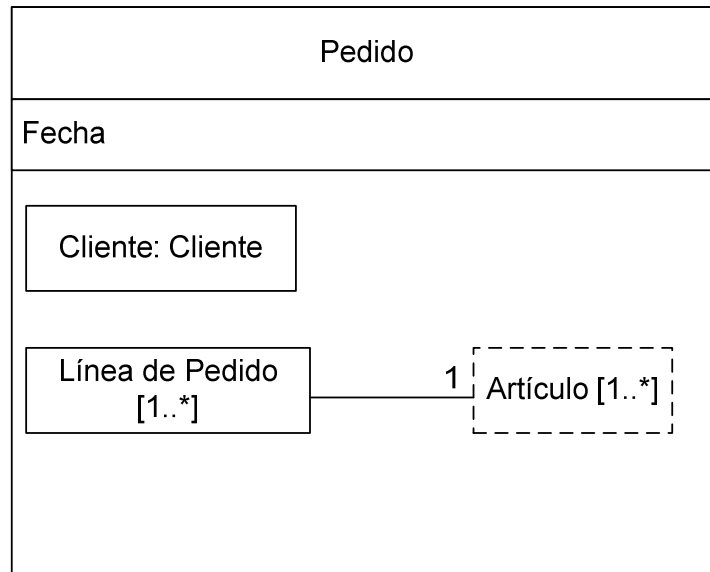 Pedido
Fecha
Cliente: Cliente
Línea de Pedido
[1..*]
1
Artículo [1..*]